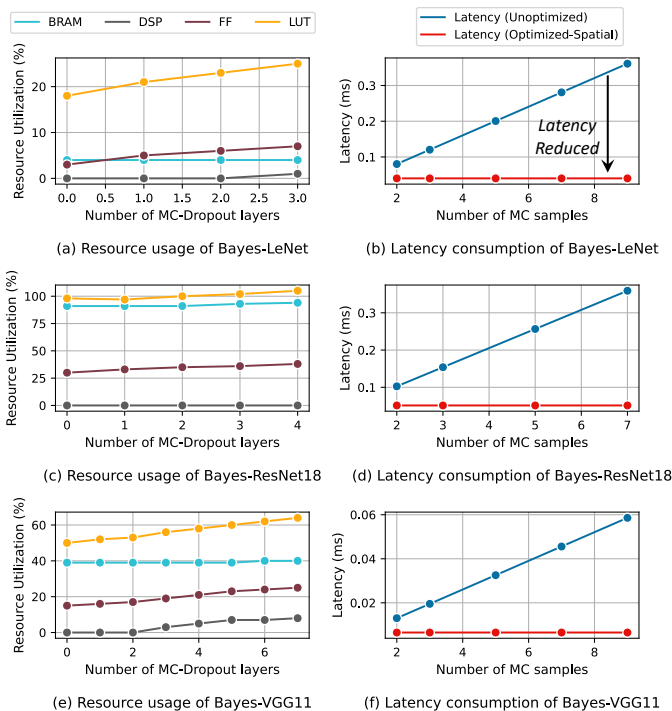 BRAM DSP FF LUT
Latency (Unoptimized)
Latency (Optimized-Spatial)
Resource Utilization (%)
20
10
0
0.0 0.5 1.0 1.5 2.0 2.5 3.0
Number of MC-Dropout layers
(a) Resource usage of Bayes-LeNet
Latency (ms)
0.3
0.2
0.1
Latency
Reduced
2 4 6 8
Number of MC samples
(b) Latency consumption of Bayes-LeNet
Resource Utilization (%)
100
75
50
25
0
0 1 2 3 4
Number of MC-Dropout layers
(c) Resource usage of Bayes-ResNet18
Latency (ms)
0.3
0.2
0.1
2 3 4 5 6 7
Number of MC samples
(d) Latency consumption of Bayes-ResNet18
Resource Utilization (%)
60
40
20
0
0 2 4 6
Number of MC-Dropout layers
(e) Resource usage of Bayes-VGG11
Latency (ms)
0.06
0.04
0.02
2 4 6 8
Number of MC samples
(f) Latency consumption of Bayes-VGG11